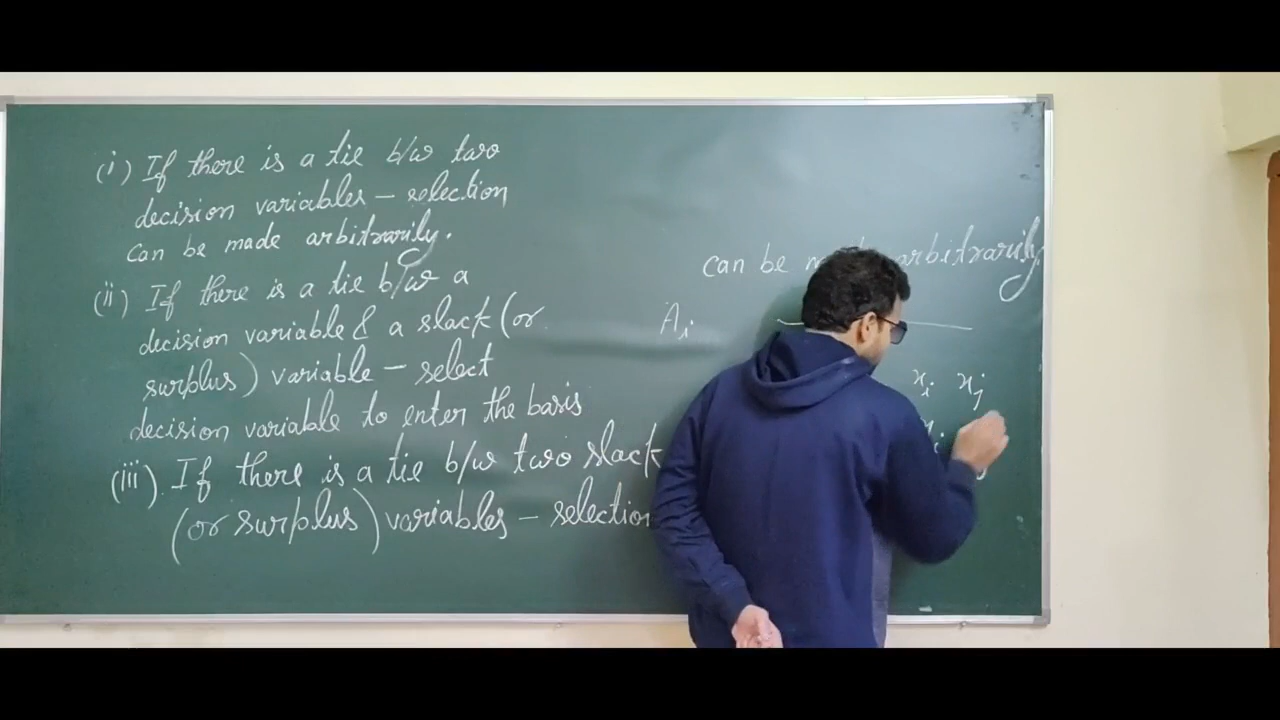 (i) If there is a tie b/w two
decision variables – selection
can be made arbitrarily.
(ii) If there is a tie b/w a
decision variable & a slack (or
surplus) variable – select
decision variable to enter the basis
(iii). If there is a tie b/w two slack
(or surplus) variables – selection
can be arbitrarily.
Ai
xi xj